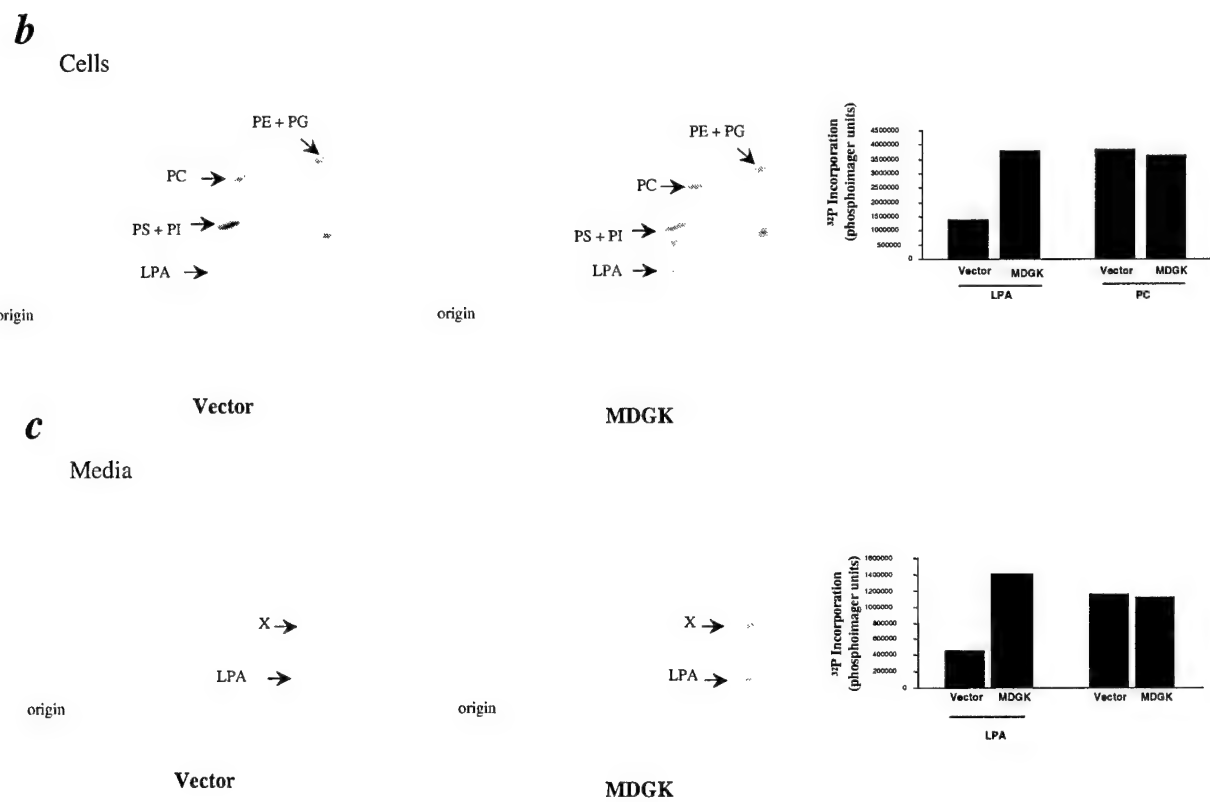 b
Cells
PE + PG
PC
PS + PI
LPA
origin
Vector
PE + PG
PC
PS + PI
LPA
origin
MDGK
³²P Incorporation
(phosphoimager units)
4500000
4000000
3500000
3000000
2500000
2000000
1500000
1000000
500000
0
Vector MDGK Vector MDGK
LPA PC
c
Media
X
LPA
origin
Vector
X
LPA
origin
MDGK
³²P Incorporation
(phosphoimager units)
1600000
1400000
1200000
1000000
800000
600000
400000
200000
0
Vector MDGK Vector MDGK
LPA